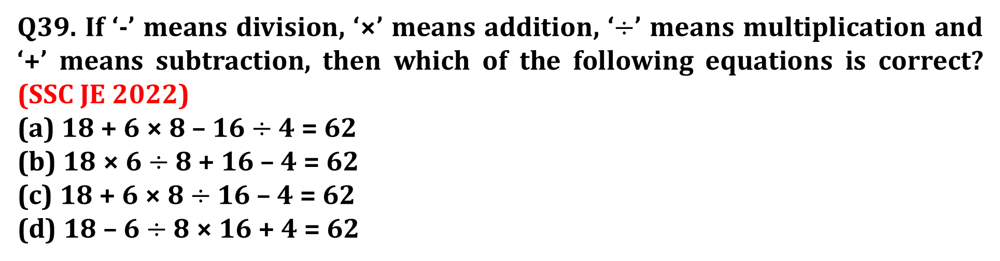 Q39. If ‘-’ means division, ‘×’ means addition, ‘÷’ means multiplication and
‘+’ means subtraction, then which of the following equations is correct?
(SSC JE 2022)
(a) 18 + 6 × 8 – 16 ÷ 4 = 62
(b) 18 × 6 ÷ 8 + 16 – 4 = 62
(c) 18 + 6 × 8 ÷ 16 – 4 = 62
(d) 18 – 6 ÷ 8 × 16 + 4 = 62